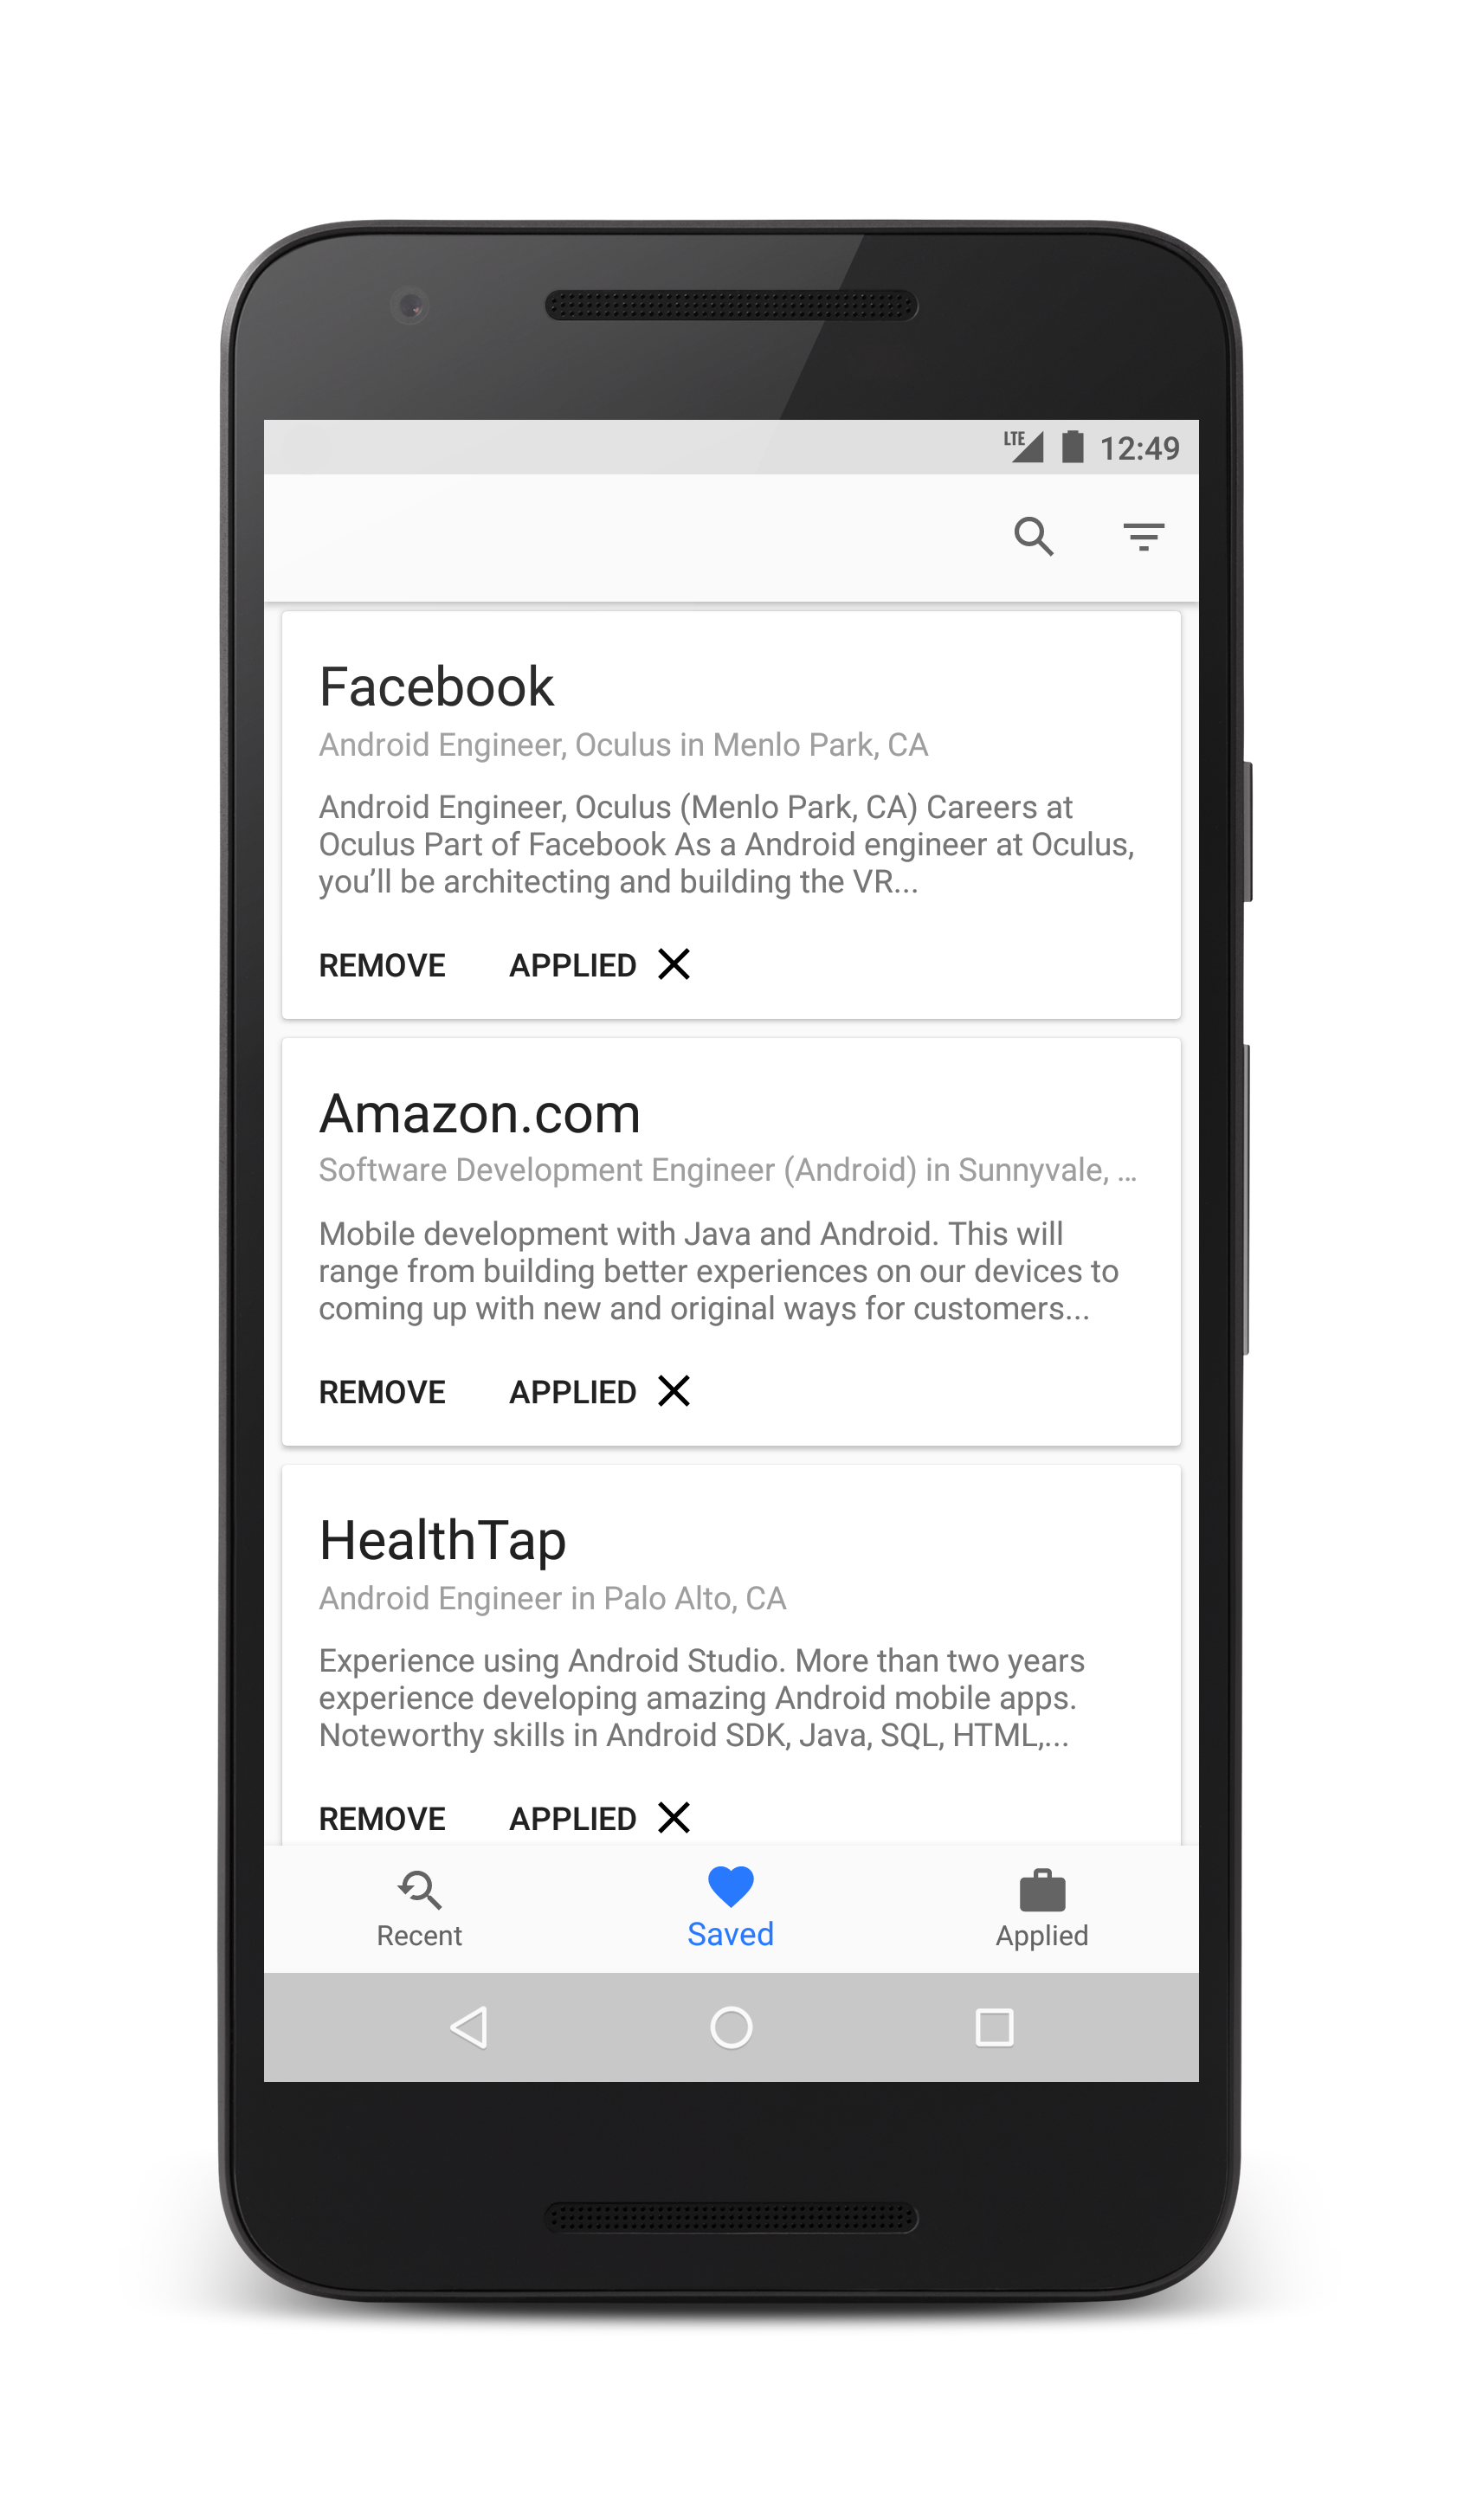 LTE 12:49
Facebook
Android Engineer, Oculus in Menlo Park, CA
Android Engineer, Oculus (Menlo Park, CA) Careers at
Oculus Part of Facebook As a Android engineer at Oculus,
you’ll be architecting and building the VR...
REMOVE APPLIED
Amazon.com
Software Development Engineer (Android) in Sunnyvale, ...
Mobile development with Java and Android. This will
range from building better experiences on our devices to
coming up with new and original ways for customers...
REMOVE APPLIED
HealthTap
Android Engineer in Palo Alto, CA
Experience using Android Studio. More than two years
experience developing amazing Android mobile apps.
Noteworthy skills in Android SDK, Java, SQL, HTML,...
REMOVE APPLIED
Recent Saved Applied